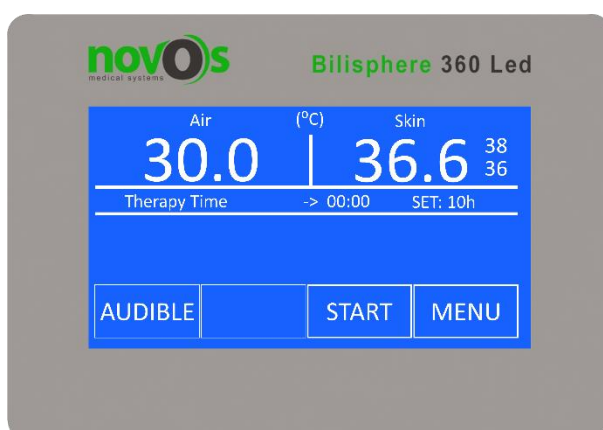 novOs Bilisphere 360 Led
medical systems
Air (⁰C) Skin
30.0 36.6 38
36
Therapy Time -> 00:00 SET: 10h
AUDIBLE START MENU